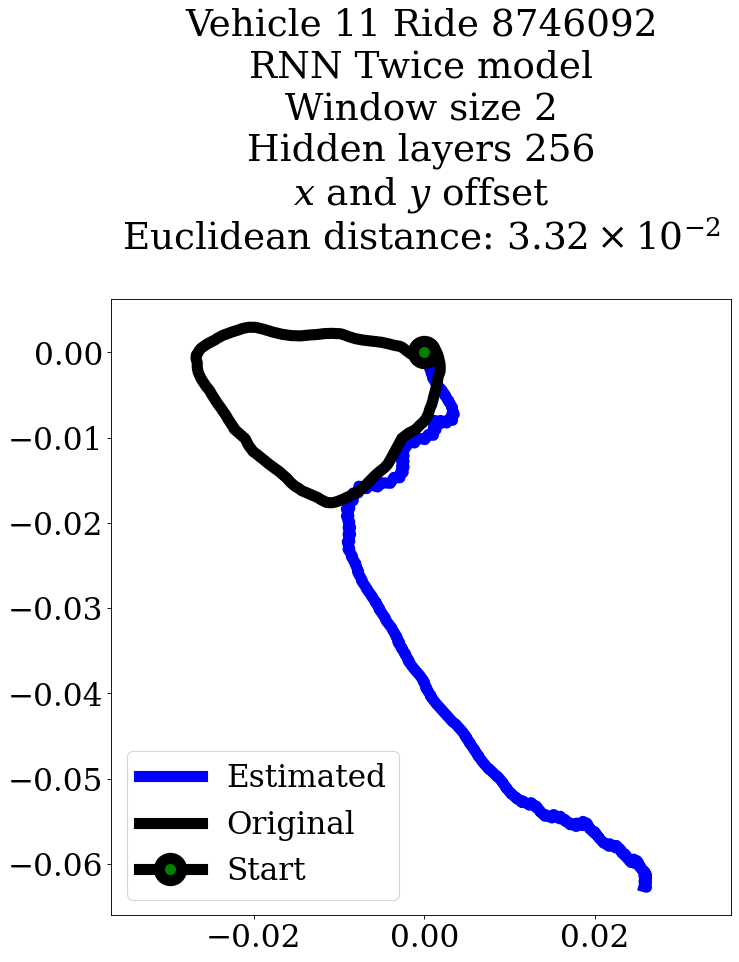 Vehicle 11 Ride 8746092
RNN Twice model
Window size 2
Hidden layers 256
x and y offset
Euclidean distance: 3.32 × 10⁻²
0.00
−0.01
−0.02
−0.03
−0.04
−0.05
−0.06
Estimated
Original
Start
−0.02 0.00 0.02